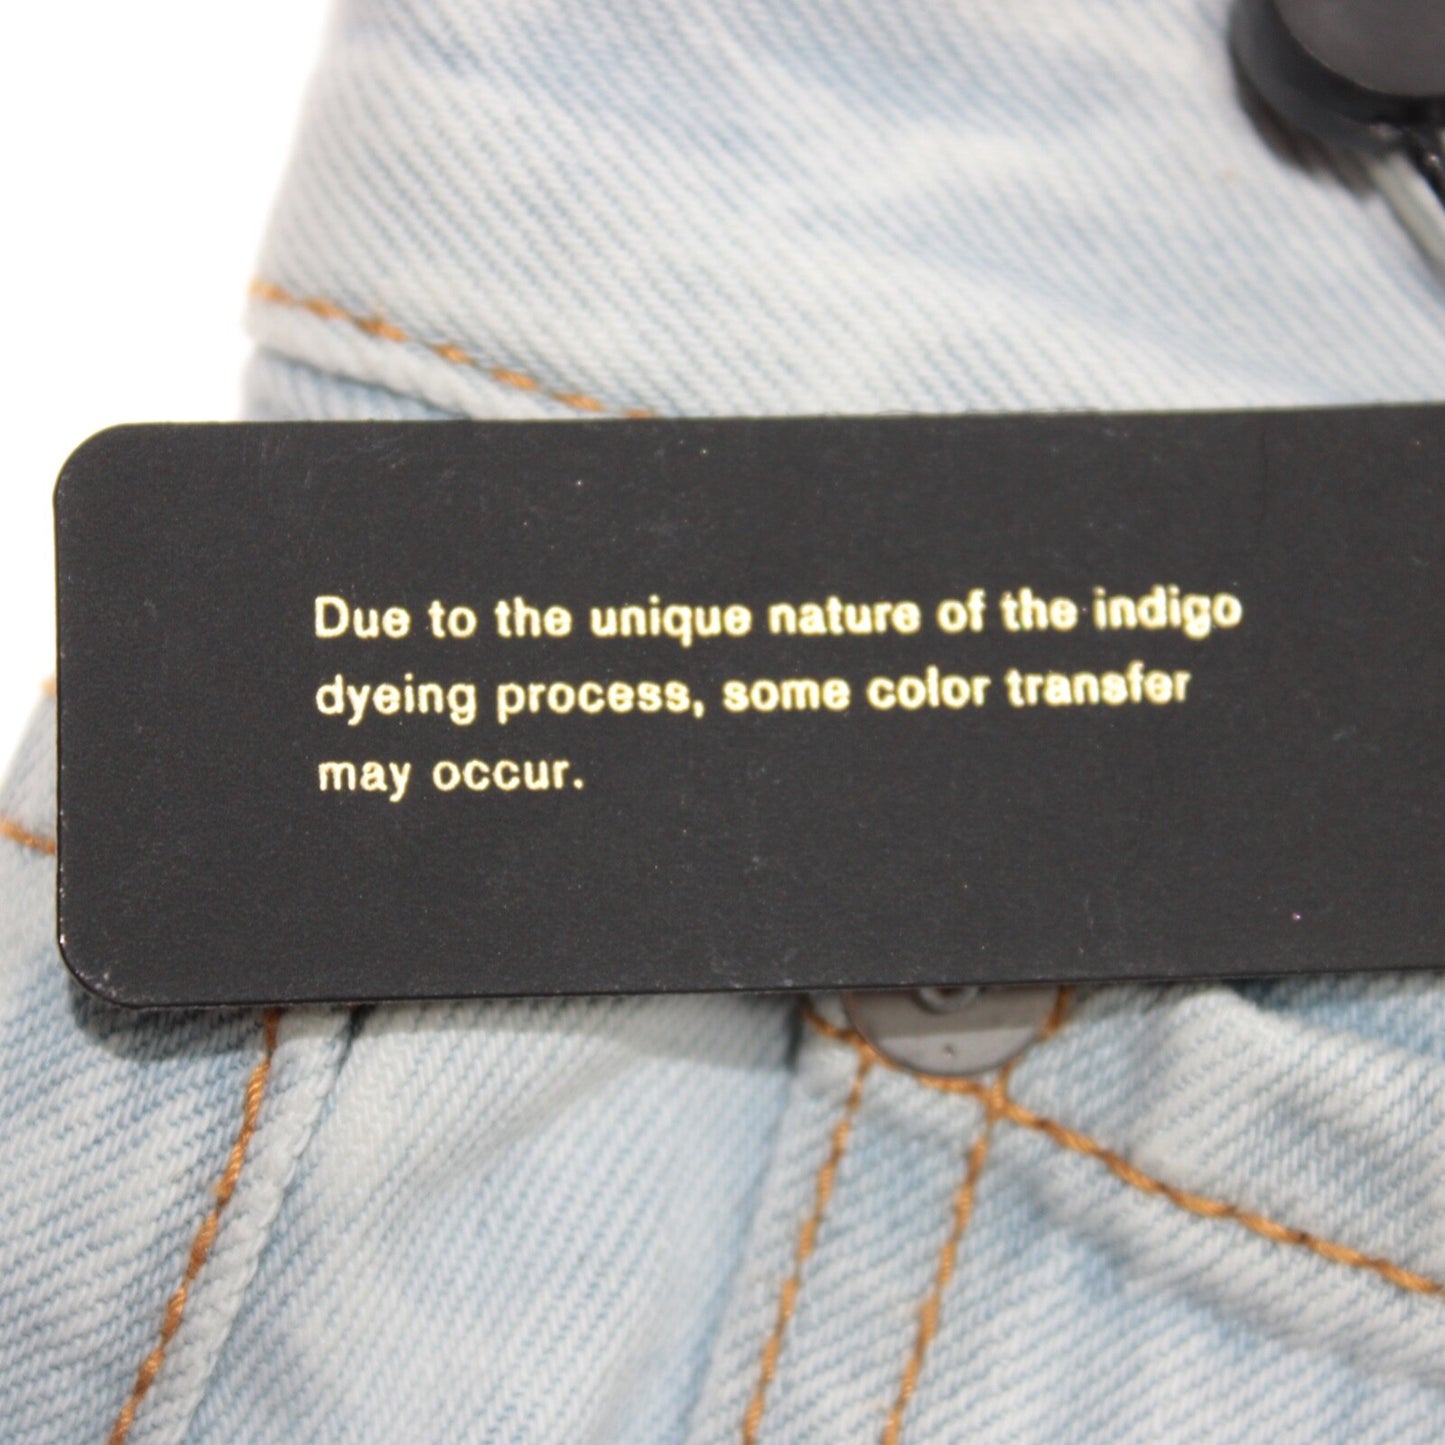 Due to the unique nature of the indigo
dyeing process, some color transfer
may occur.